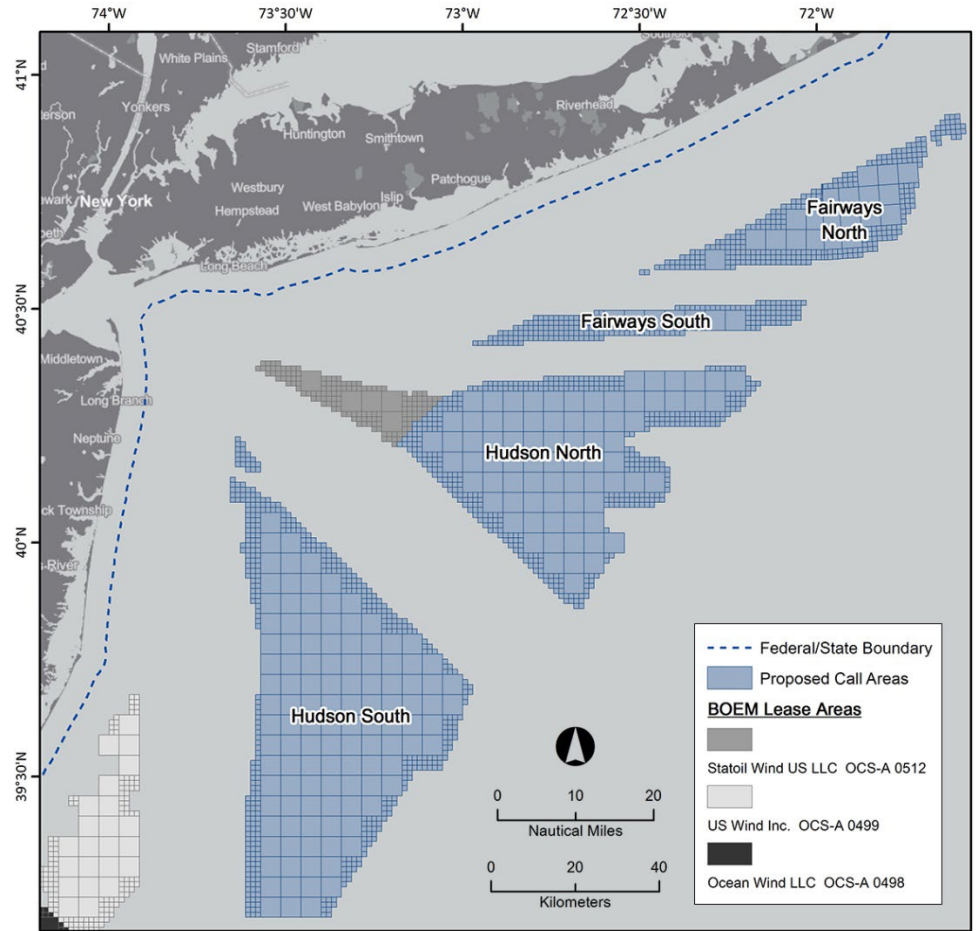 74°W 73°30'W 73°W 72°30'W 72°W
41°N
40°30'N
40°N
39°30'N
Stamford
White Plains
Yonkers
Huntington
Smithtown
Riverhead
Patchogue
Westbury
Islip
Hempstead
West Babylon
New York
Long Beach
Middletown
Long Branch
Neptune
ck Township
River
Fairways
North
Fairways South
Hudson North
Hudson South
0 10 20
Nautical Miles
0 20 40
Kilometers
Federal/State Boundary
Proposed Call Areas
BOEM Lease Areas
Statoil Wind US LLC OCS-A 0512
US Wind Inc. OCS-A 0499
Ocean Wind LLC OCS-A 0498